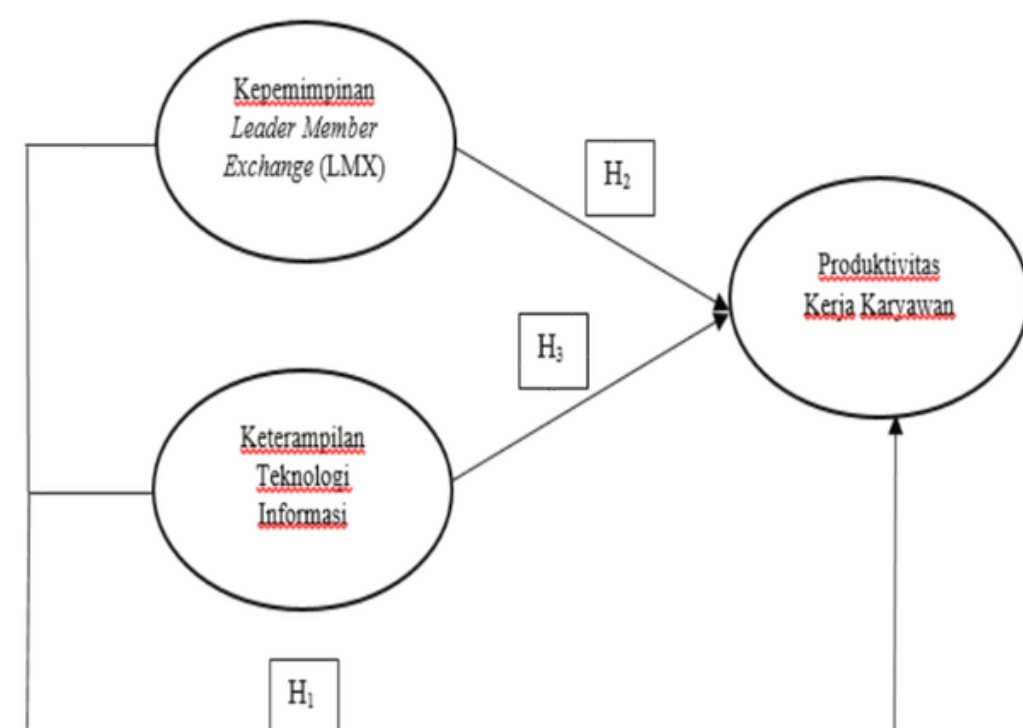 Kepemimpinan
Leader Member
Exchange (LMX)
H₂
Produktivitas
Kerja Karyawan
H₃
Keterampilan
Teknologi
Informasi
H₁